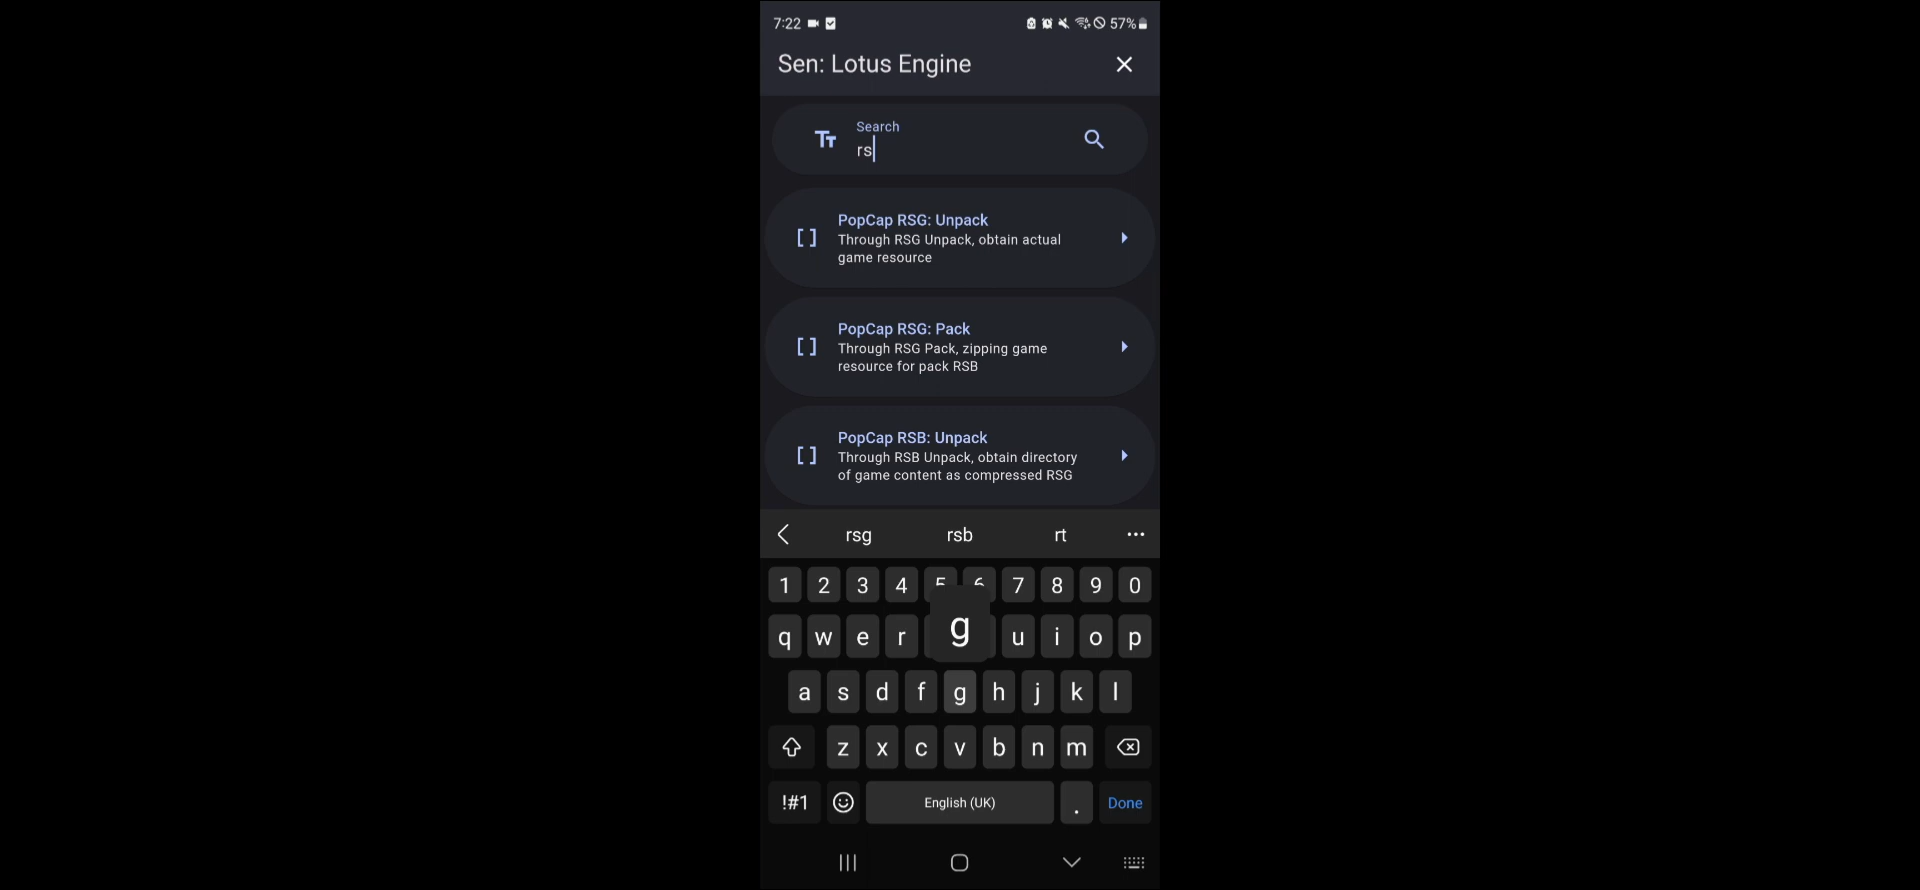 7:22 57%
Sen: Lotus Engine
Search
rs
PopCap RSG: Unpack
Through RSG Unpack, obtain actual
game resource
PopCap RSG: Pack
Through RSG Pack, zipping game
resource for pack RSB
PopCap RSB: Unpack
Through RSB Unpack, obtain directory
of game content as compressed RSG
rsg rsb rt
1 2 3 4 5 6 7 8 9 0
q w e r g u i o p
a s d f g h j k l
z x c v b n m
!#1 English (UK) . Done